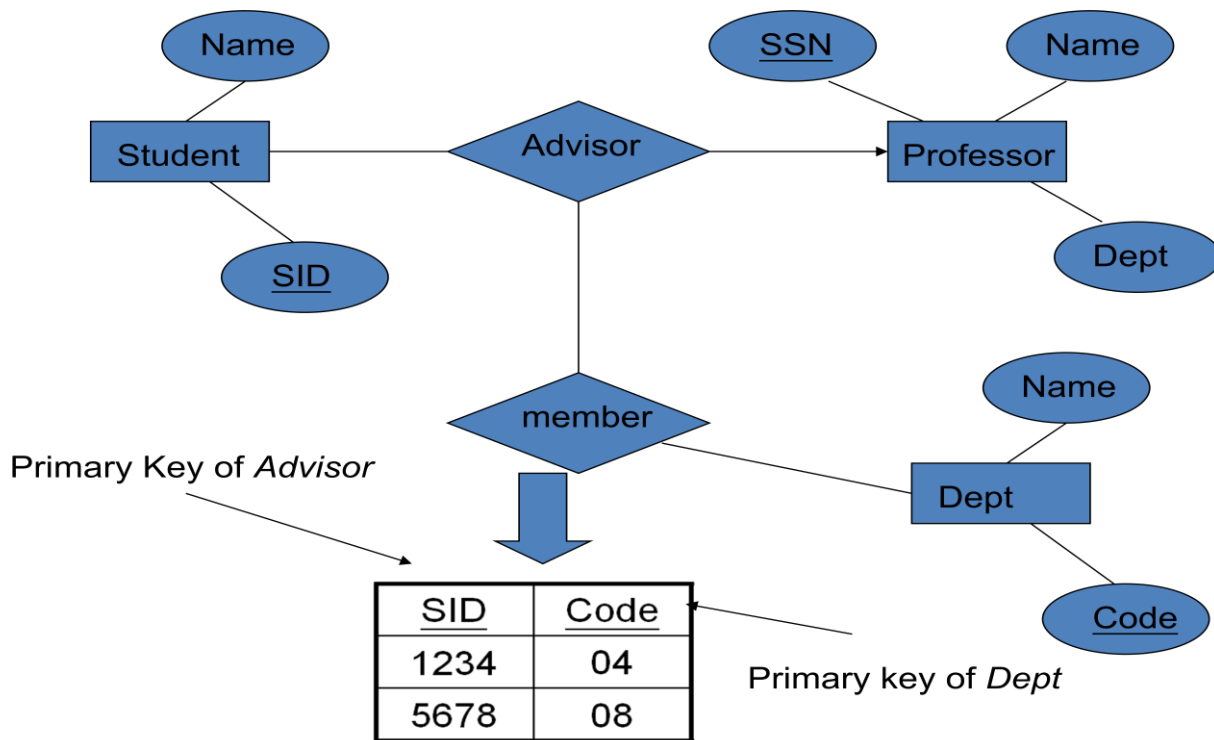 Name
SSN
Name
Student
Advisor
Professor
SID
Dept
Name
member
Primary Key of Advisor
Dept
SID Code
1234 04
5678 08
Code
Primary key of Dept